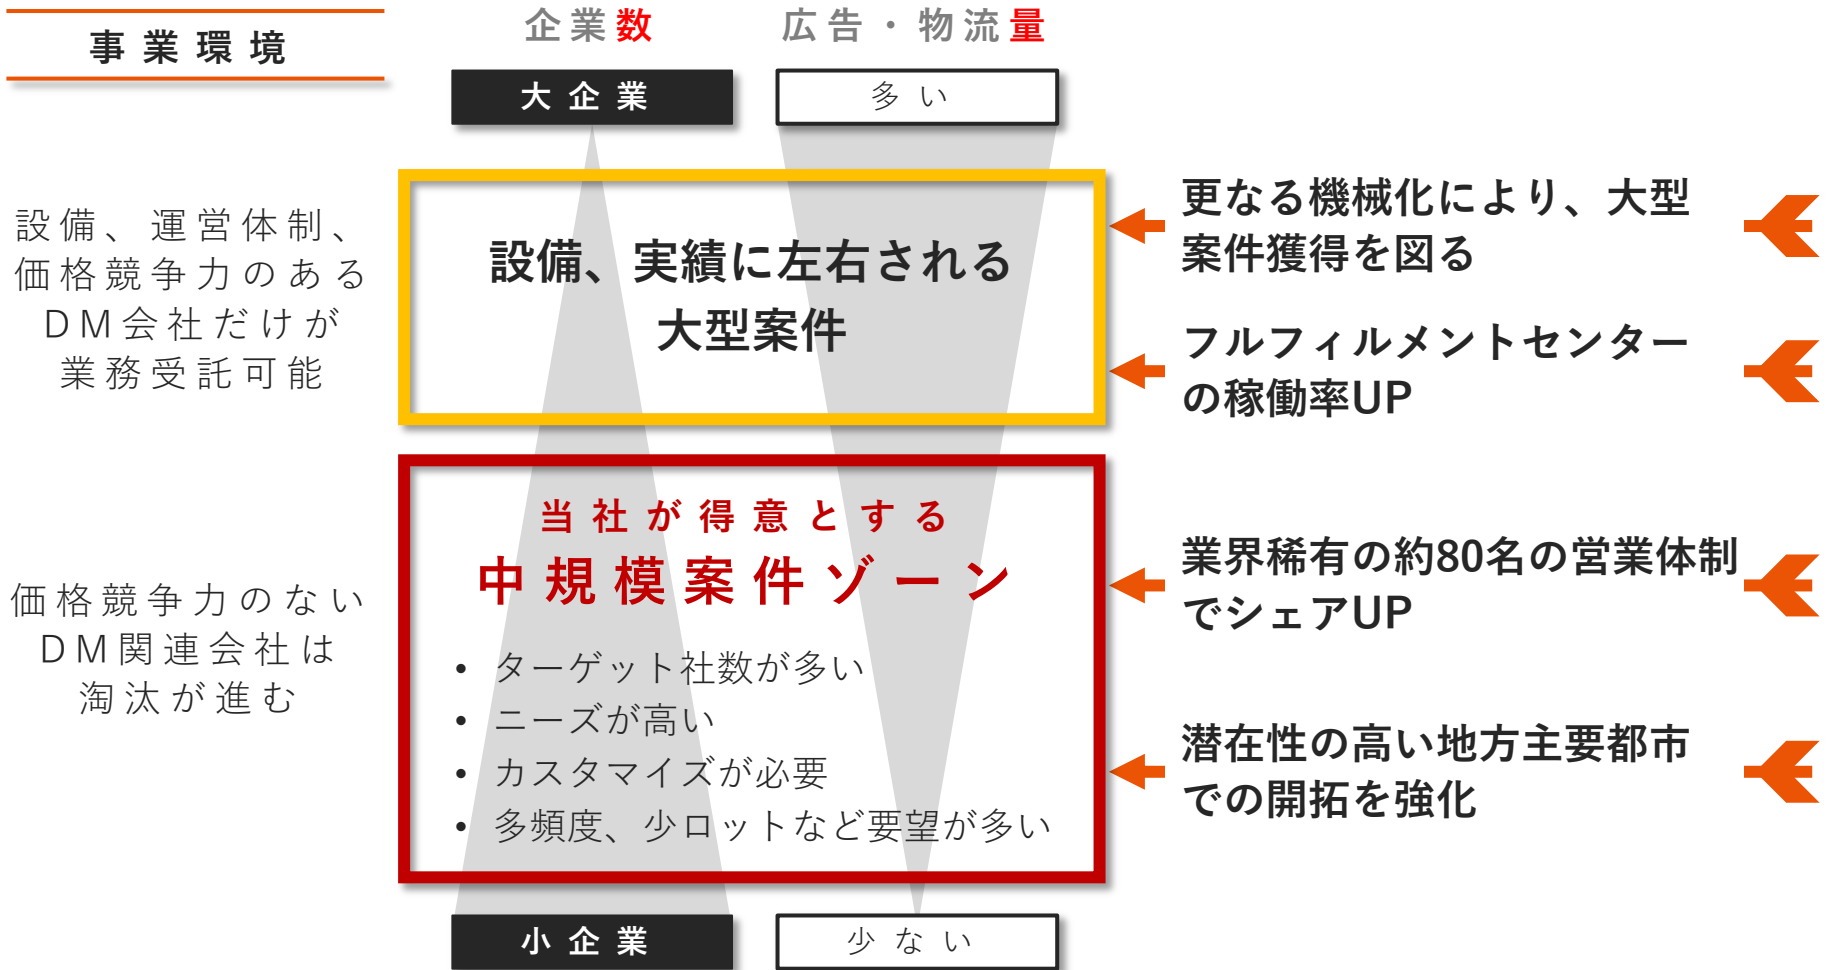 事業環境
企業数
広告・物流量
大企業
多い
設備、運営体制、
価格競争力のある
DM会社だけが
業務受託可能
設備、実績に左右される
大型案件
更なる機械化により、大型
案件獲得を図る
フルフィルメントセンター
の稼働率UP
価格競争力のない
DM関連会社は
淘汰が進む
当社が得意とする
中規模案件ゾーン
• ターゲット社数が多い
• ニーズが高い
• カスタマイズが必要
• 多頻度、少ロットなど要望が多い
業界稀有の約80名の営業体制
でシェアUP
潜在性の高い地方主要都市
での開拓を強化
小企業
少ない